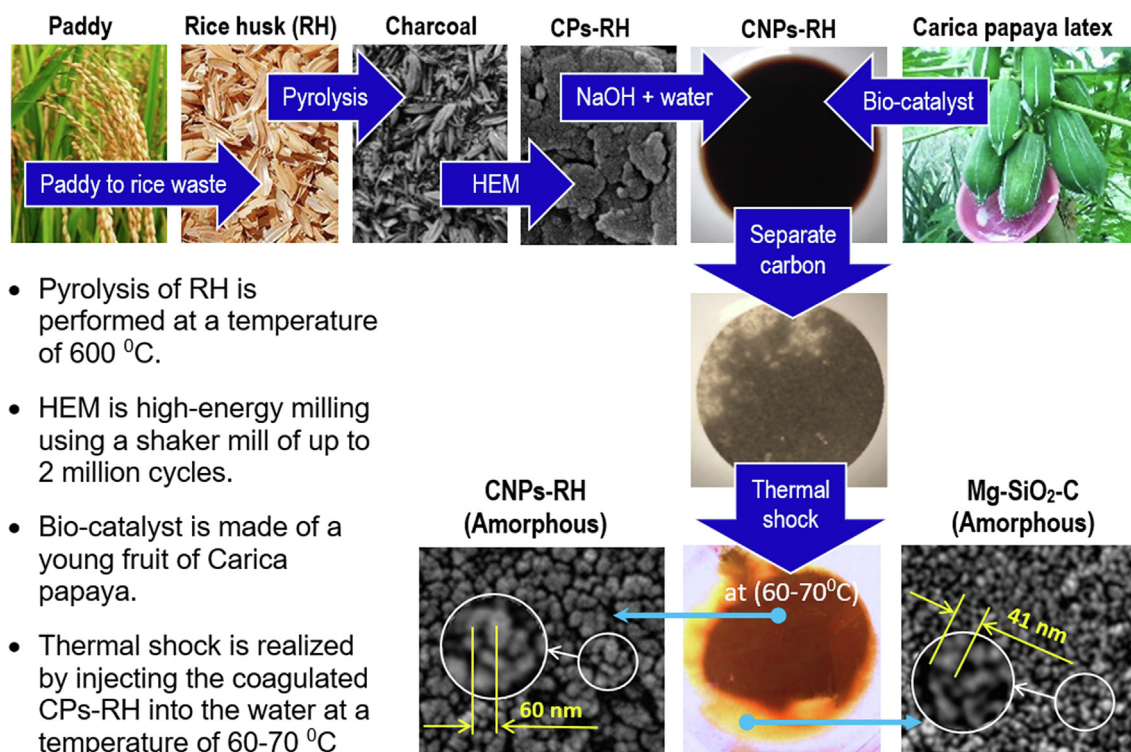 Paddy
Rice husk (RH)
Charcoal
CPs-RH
CNPs-RH
Carica papaya latex
Pyrolysis
NaOH + water
Bio-catalyst
Paddy to rice waste
HEM
Separate
carbon
• Pyrolysis of RH is
performed at a temperature
of 600 ⁰C.
• HEM is high-energy milling
using a shaker mill of up to
2 million cycles.
• Bio-catalyst is made of a
young fruit of Carica
papaya.
• Thermal shock is realized
by injecting the coagulated
CPs-RH into the water at a
temperature of 60-70 ⁰C
Thermal
shock
CNPs-RH
(Amorphous)
Mg-SiO₂-C
(Amorphous)
at (60-70⁰C)
60 nm
41 nm